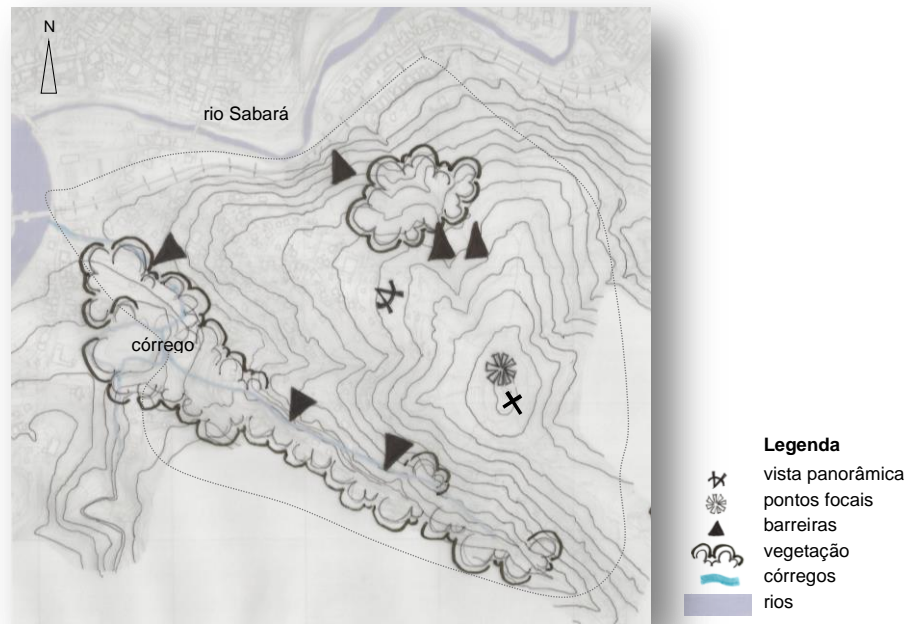 N
rio Sabará
córrego
Legenda
vista panorâmica
pontos focais
barreiras
vegetação
córregos
rios